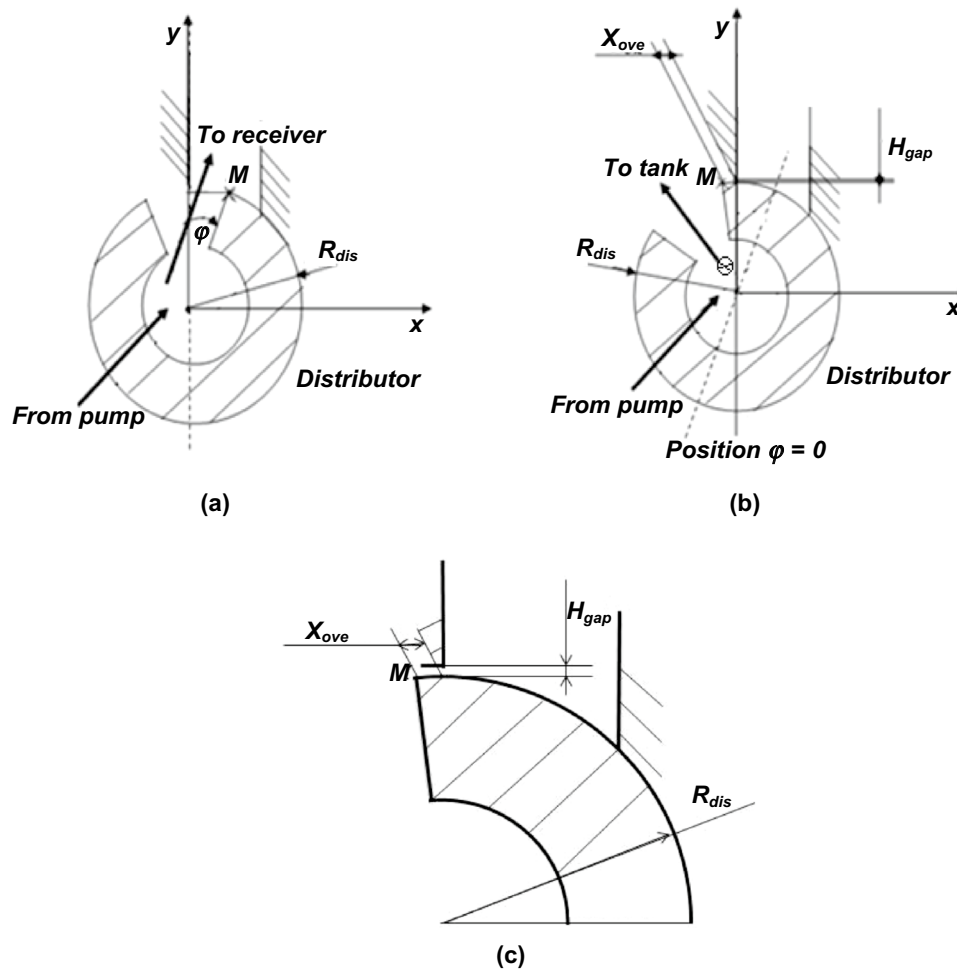 y
To receiver
M
φ
R_dis
x
Distributor
From pump
(a)
X_ove
y
H_gap
To tank
M
R_dis
x
Distributor
From pump
Position φ = 0
(b)
H_gap
X_ove
M
R_dis
(c)